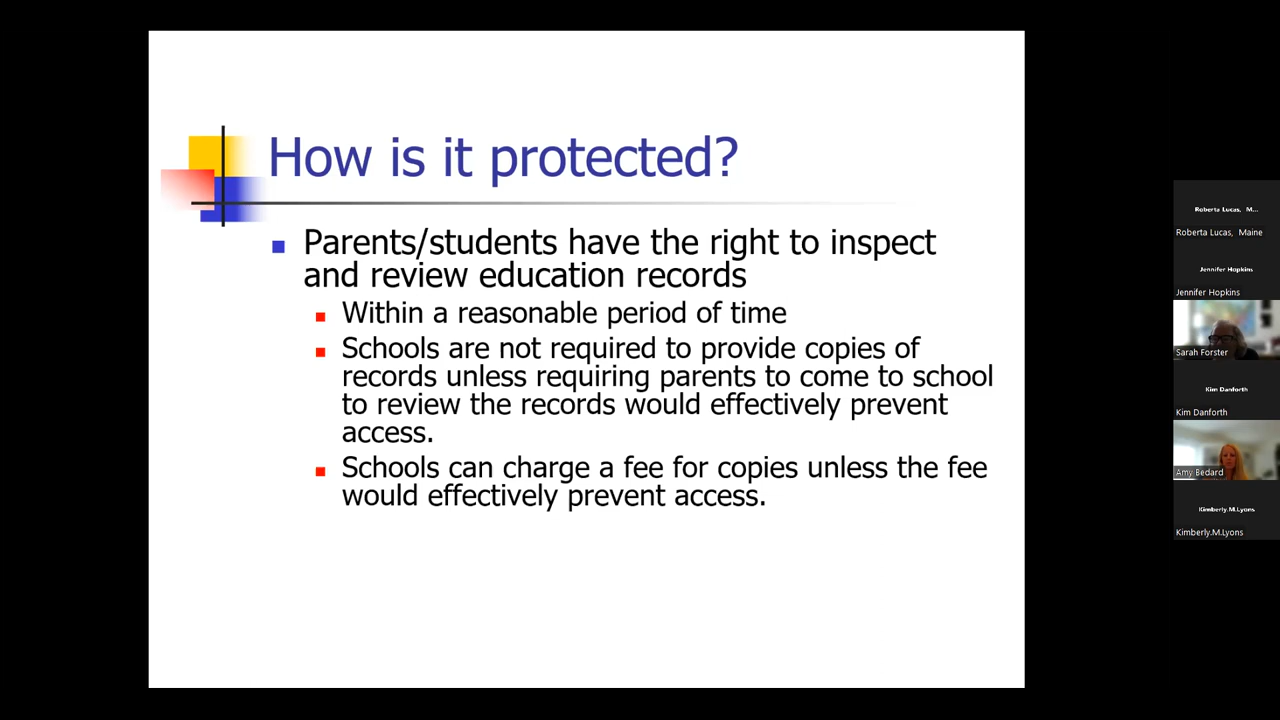 How is it protected?
Parents/students have the right to inspect
and review education records
Within a reasonable period of time
Schools are not required to provide copies of
records unless requiring parents to come to school
to review the records would effectively prevent
access.
Schools can charge a fee for copies unless the fee
would effectively prevent access.
Roberta Lucas, M...
Roberta Lucas, Maine
Jennifer Hopkins
Jennifer Hopkins
Sarah Forster
Kim Danforth
Kim Danforth
Amy Bedard
Kimberly.M.Lyons
Kimberly.M.Lyons